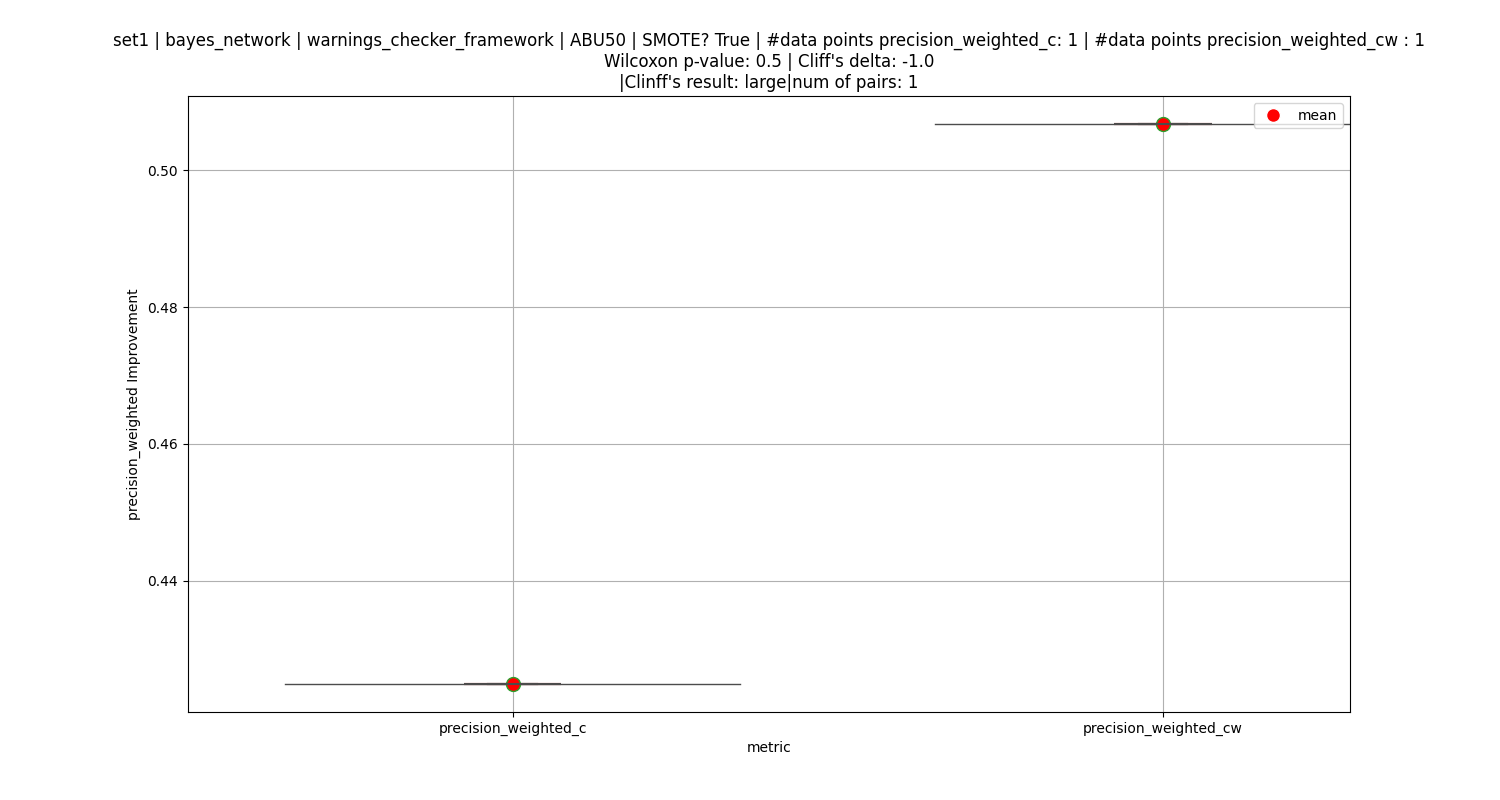 set1 | bayes_network | warnings_checker_framework | ABU50 | SMOTE? True | #data points precision_weighted_c: 1 | #data points precision_weighted_cw : 1
Wilcoxon p-value: 0.5 | Cliff's delta: -1.0
|Clinff's result: large|num of pairs: 1
mean
0.50
0.48
0.46
0.44
precision_weighted Improvement
precision_weighted_c
precision_weighted_cw
metric